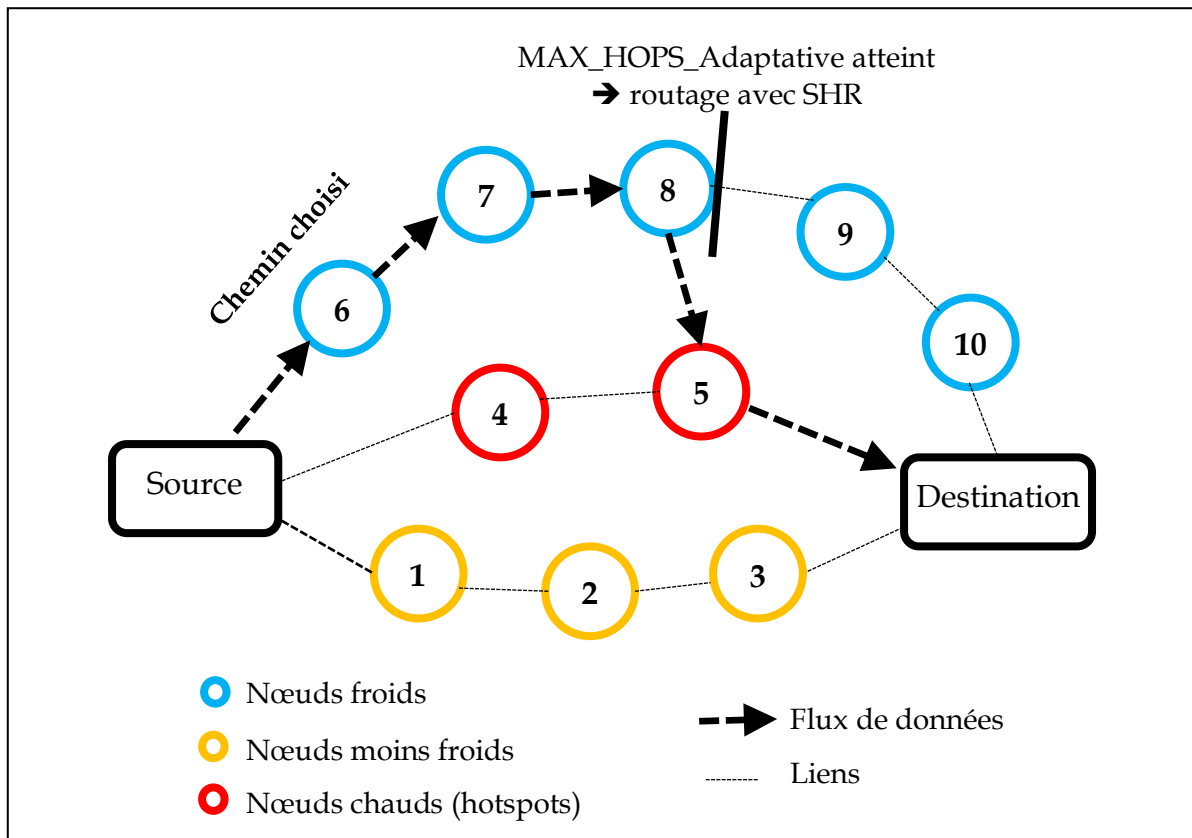 MAX_HOPS_Adaptative atteint
➔ routage avec SHR
Chemin choisi
7
8
9
6
10
4
5
Source
Destination
1
2
3
Nœuds froids
Nœuds moins froids
Nœuds chauds (hotspots)
Flux de données
Liens